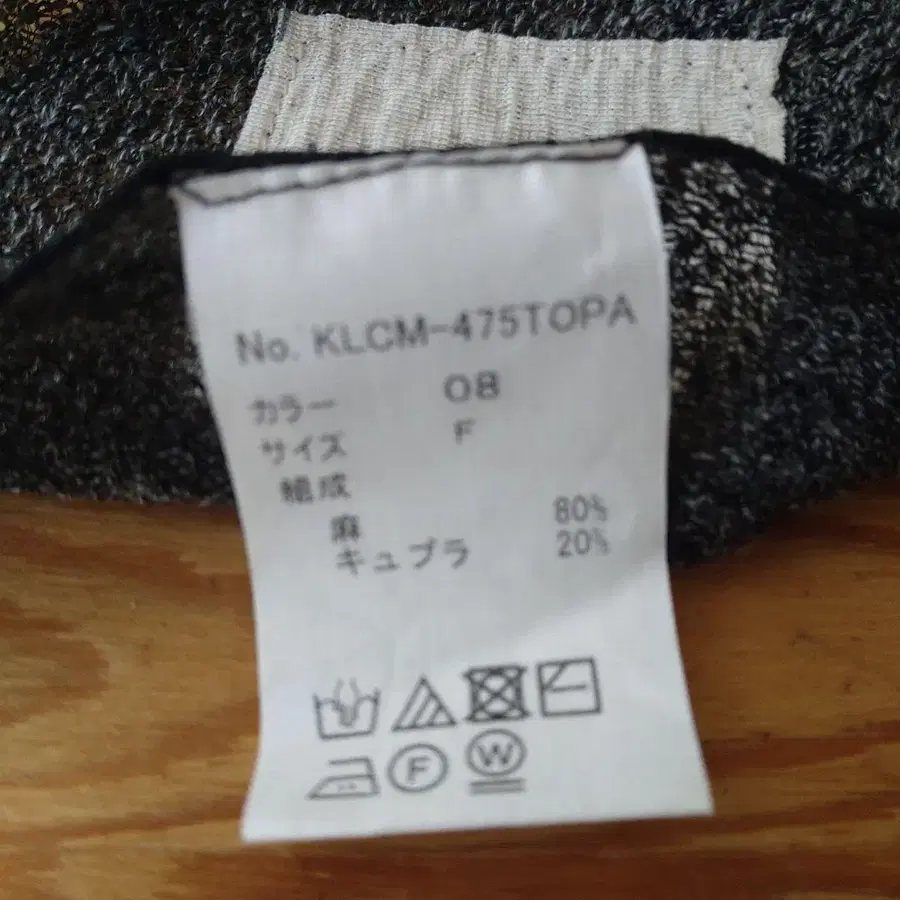 No. KLCM-475TOPA
カラー 08
サイズ F
組成
麻 80%
キュプラ 20%
F
W